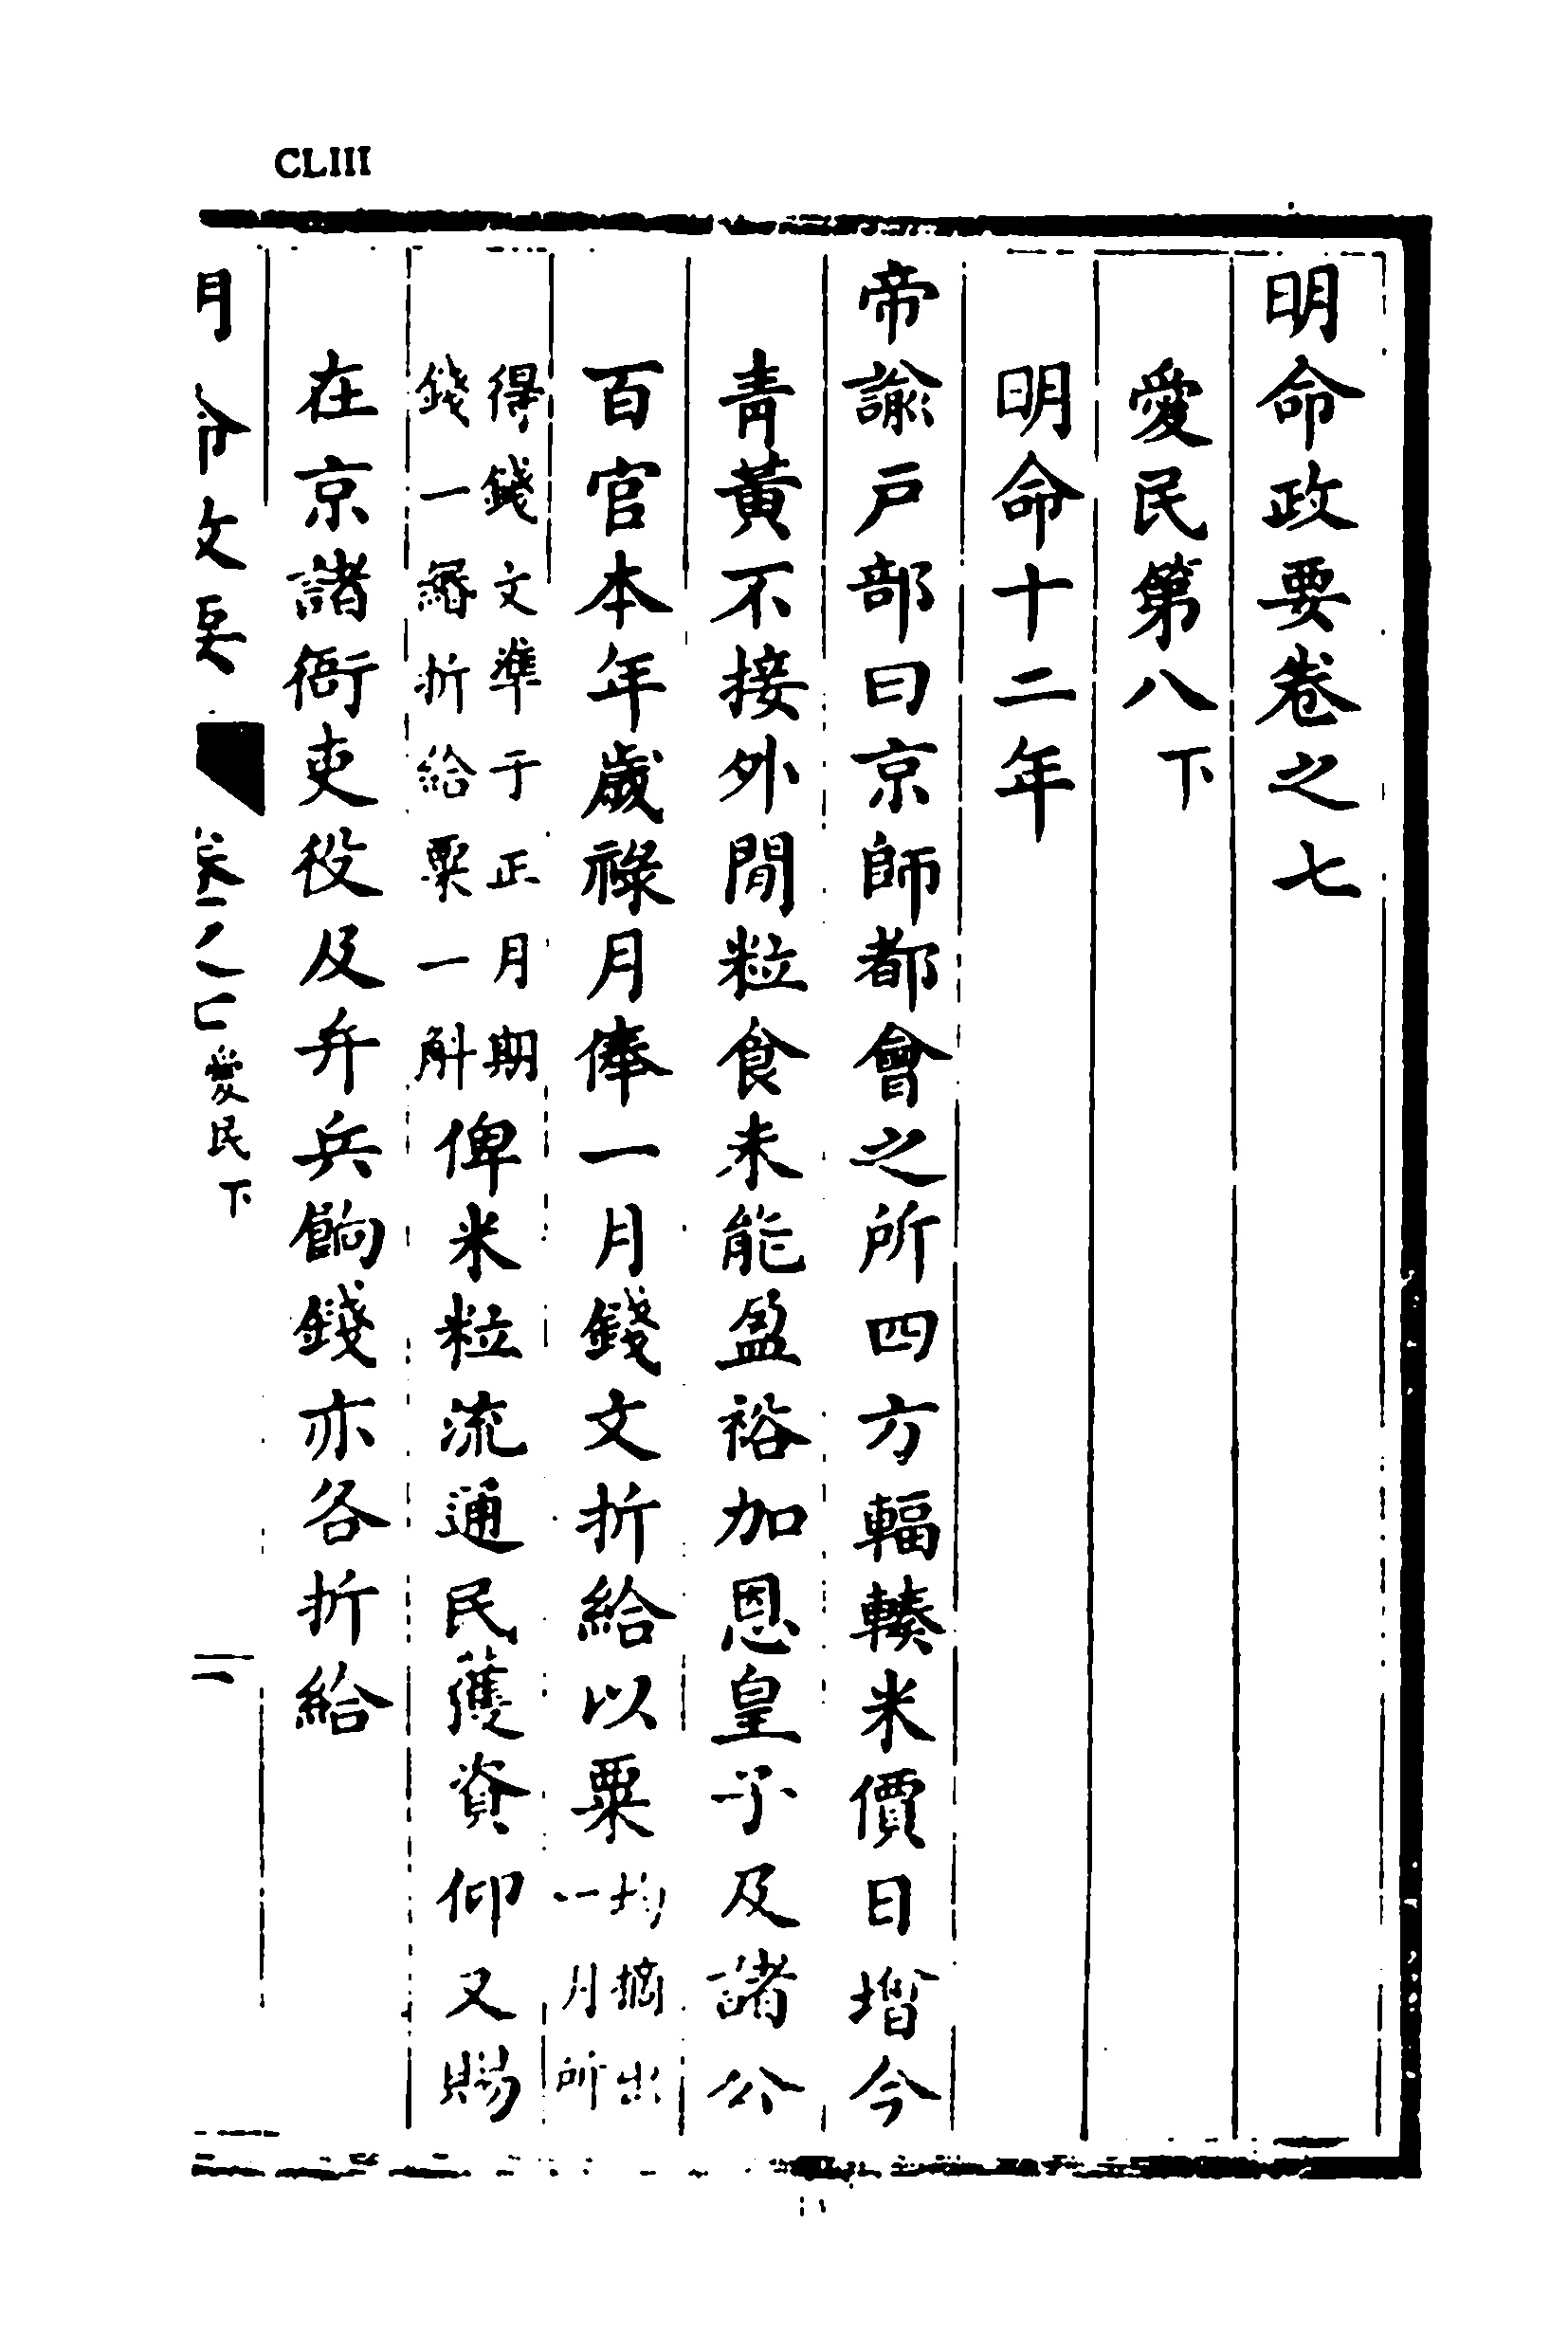 CLIII
明命政要卷之七
愛民第八下
明命十二年
帝諭戸部曰京師都會之所四方輻輳米價日増今
青黃不接外閒粒食未能盈裕加恩皇子及諸公
百官本年歲祿月俸一月錢文折給以粟均摘出一月所
得錢文準于正月期錢一緡折給粟一斛俾米粒流通民獲資仰又賜
在京諸衙吏役及弁兵餉錢亦各折給
明命政要 卷之七 愛民下 一